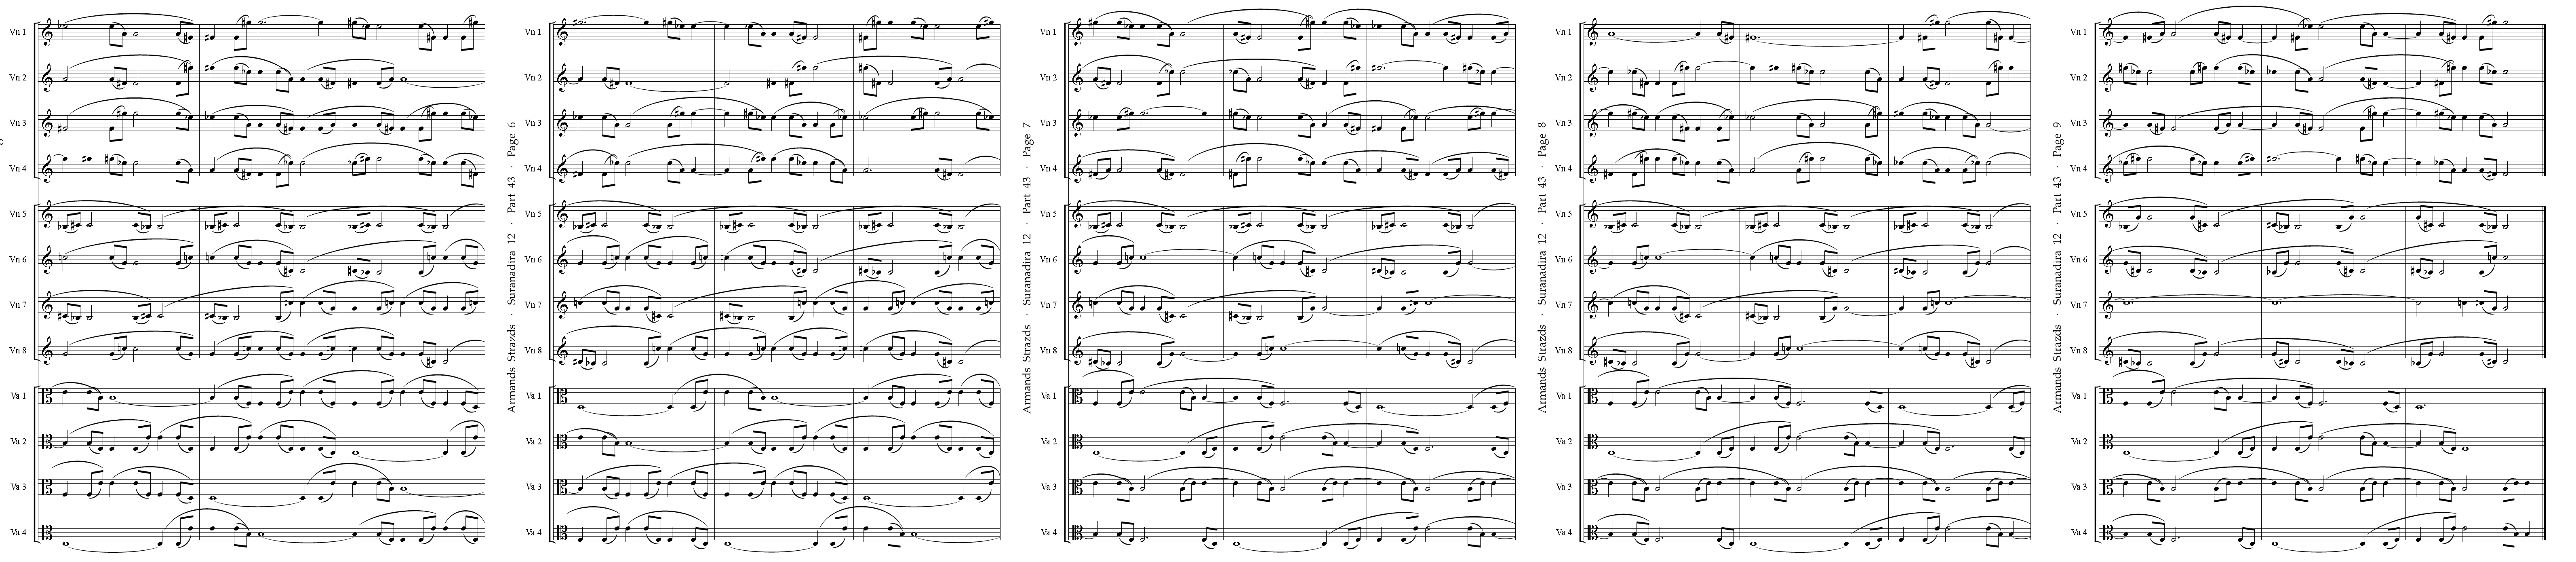 Vn 1
Vn 2
Vn 3
Vn 4
Vn 5
Vn 6
Vn 7
Vn 8
Va 1
Va 2
Va 3
Va 4
Armands Strazds · Suranadira 12 · Part 43 · Page 6
Vn 1
Vn 2
Vn 3
Vn 4
Vn 5
Vn 6
Vn 7
Vn 8
Va 1
Va 2
Va 3
Va 4
Armands Strazds · Suranadira 12 · Part 43 · Page 7
Vn 1
Vn 2
Vn 3
Vn 4
Vn 5
Vn 6
Vn 7
Vn 8
Va 1
Va 2
Va 3
Va 4
Armands Strazds · Suranadira 12 · Part 43 · Page 8
Vn 1
Vn 2
Vn 3
Vn 4
Vn 5
Vn 6
Vn 7
Vn 8
Va 1
Va 2
Va 3
Va 4
Armands Strazds · Suranadira 12 · Part 43 · Page 9
Vn 1
Vn 2
Vn 3
Vn 4
Vn 5
Vn 6
Vn 7
Vn 8
Va 1
Va 2
Va 3
Va 4